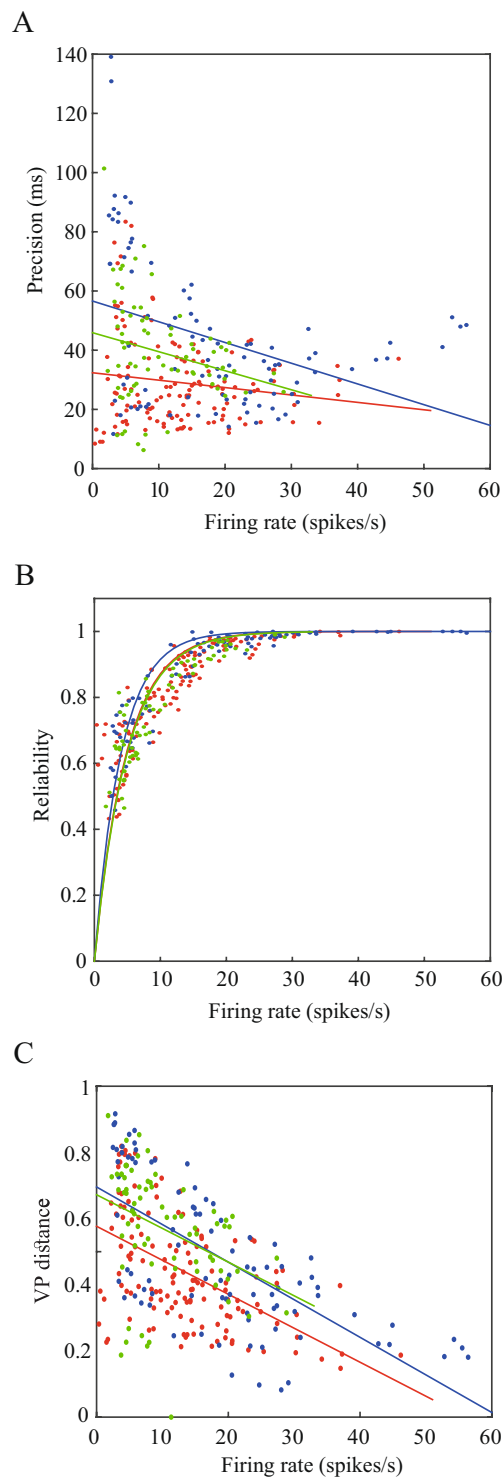 A
140
120
100
80
60
40
20
0
Precision (ms)
0 10 20 30 40 50 60
Firing rate (spikes/s)
B
1
0.8
0.6
0.4
0.2
0
Reliability
0 10 20 30 40 50 60
Firing rate (spikes/s)
C
1
0.8
0.6
0.4
0.2
0
VP distance
0 10 20 30 40 50 60
Firing rate (spikes/s)